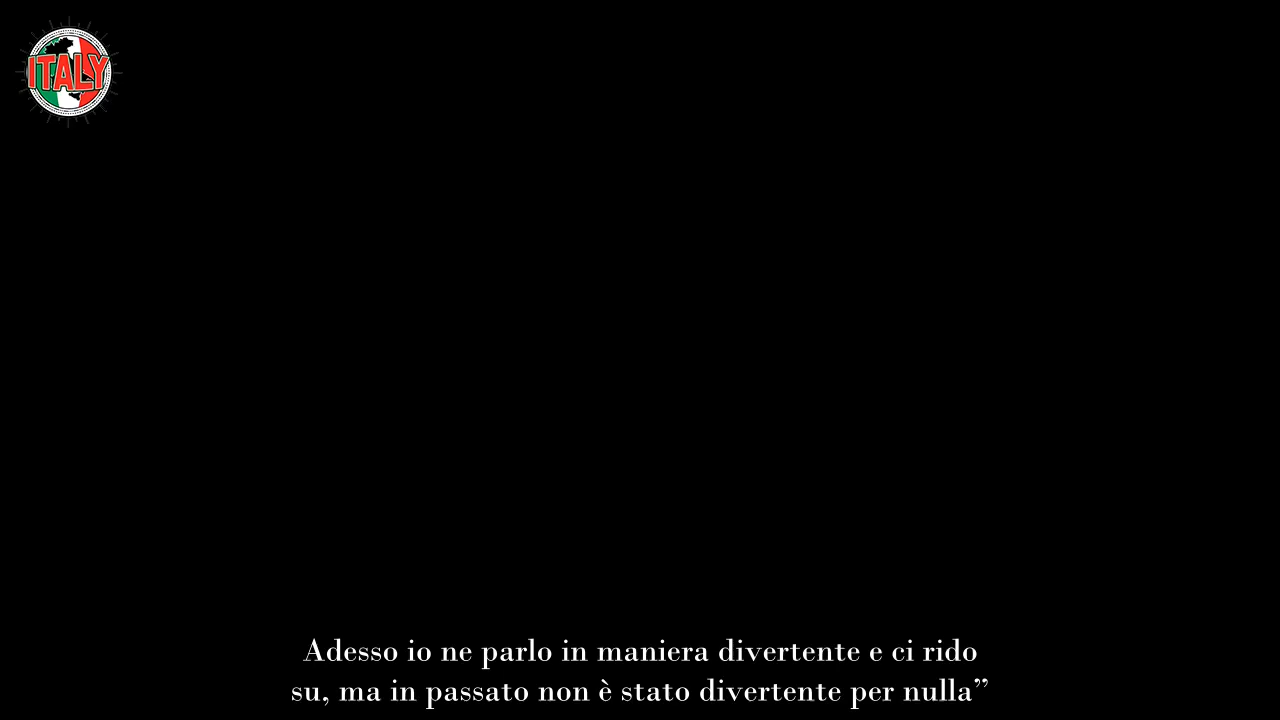 ITALY
Adesso io ne parlo in maniera divertente e ci rido
su, ma in passato non è stato divertente per nulla”